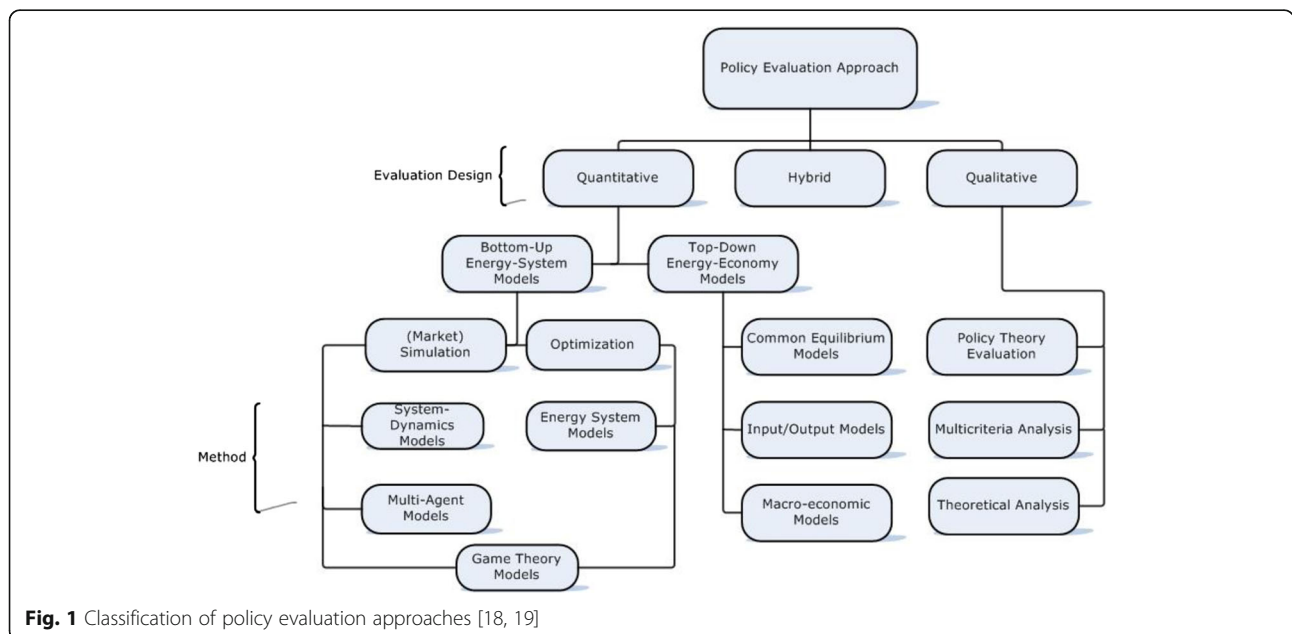 Policy Evaluation Approach
Evaluation Design
Quantitative
Hybrid
Qualitative
Bottom-Up
Energy-System
Models
Top-Down
Energy-Economy
Models
(Market)
Simulation
Optimization
Common Equilibrium
Models
Policy Theory
Evaluation
Method
System-
Dynamics
Models
Energy System
Models
Input/Output Models
Multicriteria Analysis
Multi-Agent
Models
Macro-economic
Models
Theoretical Analysis
Game Theory
Models
Fig. 1 Classification of policy evaluation approaches [18, 19]